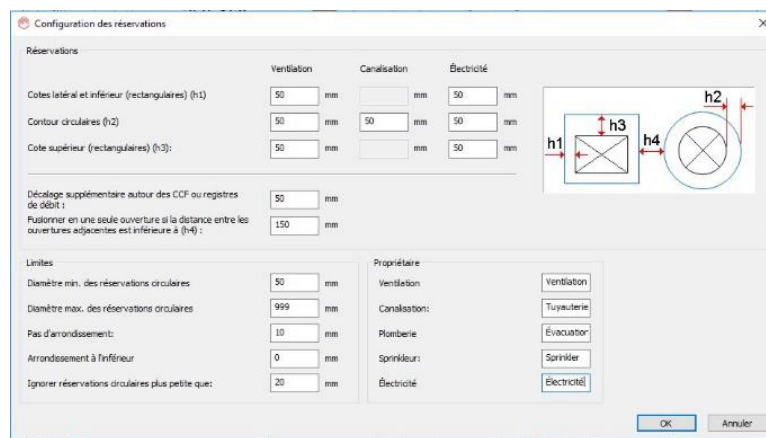 Configuration des réservations
Réservations
Ventilation Canalisation Électricité
Cotes latéral et inférieur (rectangulaires) (h1) 50 mm mm 50 mm
Contour circulaires (h2) 50 mm 50 mm 50 mm
Cote supérieur (rectangulaires) (h3): 50 mm mm 50 mm
h1 h3 h4 h2
Décalage supplémentaire autour des CCF ou registres
de débit : 50 mm
Fusionner en une seule ouverture si la distance entre les
ouvertures adjacentes est inférieure à (h4) : 150 mm
Limites
Diamètre min. des réservations circulaires 50 mm
Diamètre max. des réservations circulaires 999 mm
Pas d'arrondissement: 10 mm
Arrondissement à l'inférieur 0 mm
Ignorer réservations circulaires plus petite que: 20 mm
Propriétaire
Ventilation Ventilation
Canalisation: Tuyauterie
Plomberie Évacuation
Sprinkleur: Sprinkler
Électricité Électricité
OK Annuler